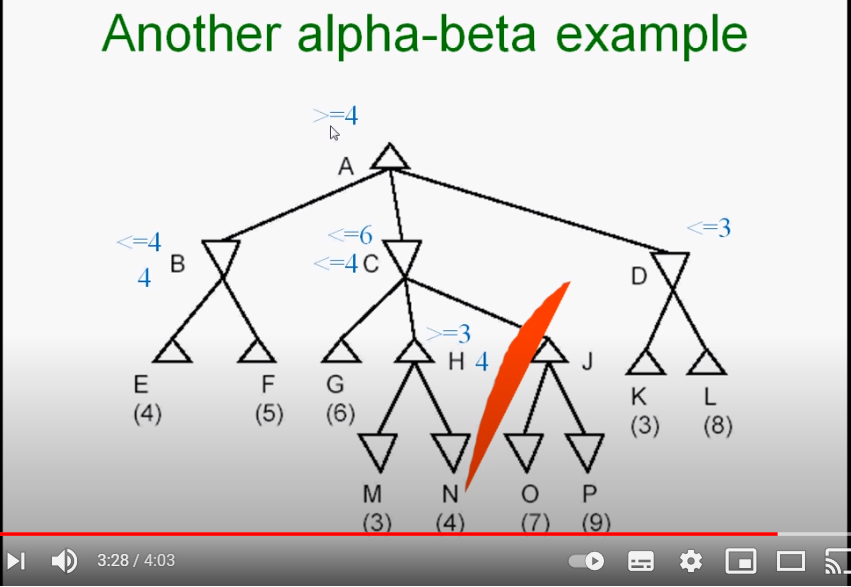 Another alpha-beta example
>=4
A
<=4
B
4
<=6
<=4 C
<=3
D
>=3
H 4
J
E
(4)
F
(5)
G
(6)
K
(3)
L
(8)
M
(3)
N
(4)
O
(7)
P
(9)
3:28 / 4:03